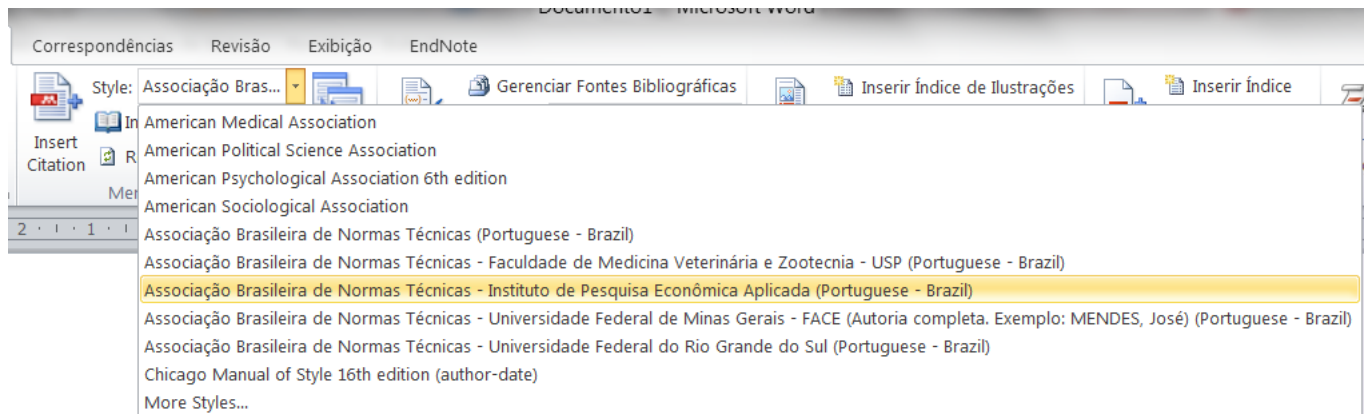 Documento1 - Microsoft Word
Correspondências Revisão Exibição EndNote
Style: Associação Bras... Gerenciar Fontes Bibliográficas Inserir Índice de Ilustrações Inserir Índice
Insert
Citation
In
R
Men
2 1 1
American Medical Association
American Political Science Association
American Psychological Association 6th edition
American Sociological Association
Associação Brasileira de Normas Técnicas (Portuguese - Brazil)
Associação Brasileira de Normas Técnicas - Faculdade de Medicina Veterinária e Zootecnia - USP (Portuguese - Brazil)
Associação Brasileira de Normas Técnicas - Instituto de Pesquisa Econômica Aplicada (Portuguese - Brazil)
Associação Brasileira de Normas Técnicas - Universidade Federal de Minas Gerais - FACE (Autoria completa. Exemplo: MENDES, José) (Portuguese - Brazil)
Associação Brasileira de Normas Técnicas - Universidade Federal do Rio Grande do Sul (Portuguese - Brazil)
Chicago Manual of Style 16th edition (author-date)
More Styles...